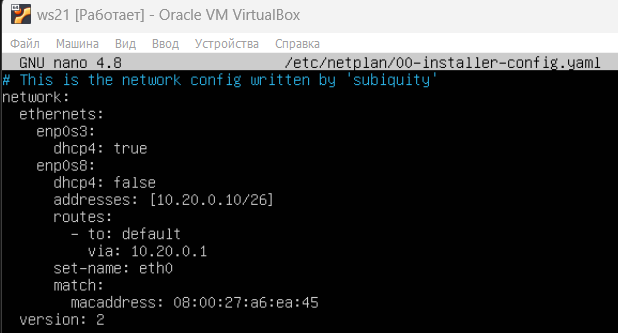 ws21 [Работает] - Oracle VM VirtualBox
Файл Машина Вид Ввод Устройства Справка
GNU nano 4.8 /etc/netplan/00-installer-config.yaml
# This is the network config written by 'subiquity'
network:
  ethernets:
    enp0s3:
      dhcp4: true
    enp0s8:
      dhcp4: false
      addresses: [10.20.0.10/26]
      routes:
        - to: default
          via: 10.20.0.1
      set-name: eth0
      match:
        macaddress: 08:00:27:a6:ea:45
  version: 2